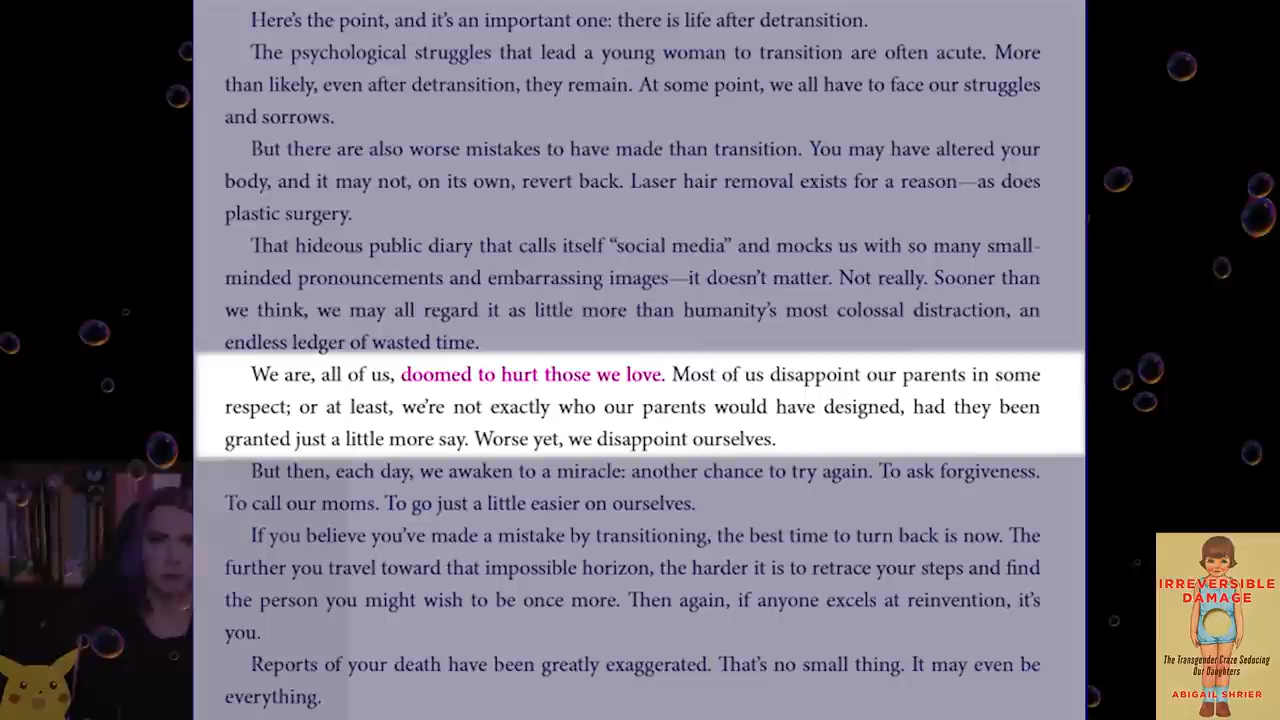 Here's the point, and it's an important one: there is life after detransition.
The psychological struggles that lead a young woman to transition are often acute. More
than likely, even after detransition, they remain. At some point, we all have to face our struggles
and sorrows.
But there are also worse mistakes to have made than transition. You may have altered your
body, and it may not, on its own, revert back. Laser hair removal exists for a reason—as does
plastic surgery.
That hideous public diary that calls itself “social media” and mocks us with so many small-
minded pronouncements and embarrassing images—it doesn't matter. Not really. Sooner than
we think, we may all regard it as little more than humanity's most colossal distraction, an
endless ledger of wasted time.
We are, all of us, doomed to hurt those we love. Most of us disappoint our parents in some
respect; or at least, we're not exactly who our parents would have designed, had they been
granted just a little more say. Worse yet, we disappoint ourselves.
But then, each day, we awaken to a miracle: another chance to try again. To ask forgiveness.
To call our moms. To go just a little easier on ourselves.
If you believe you've made a mistake by transitioning, the best time to turn back is now. The
further you travel toward that impossible horizon, the harder it is to retrace your steps and find
the person you might wish to be once more. Then again, if anyone excels at reinvention, it's
you.
Reports of your death have been greatly exaggerated. That's no small thing. It may even be
everything.
IRREVERSIBLE
DAMAGE
The Transgender Craze Seducing
Our Daughters
ABIGAIL SHRIER